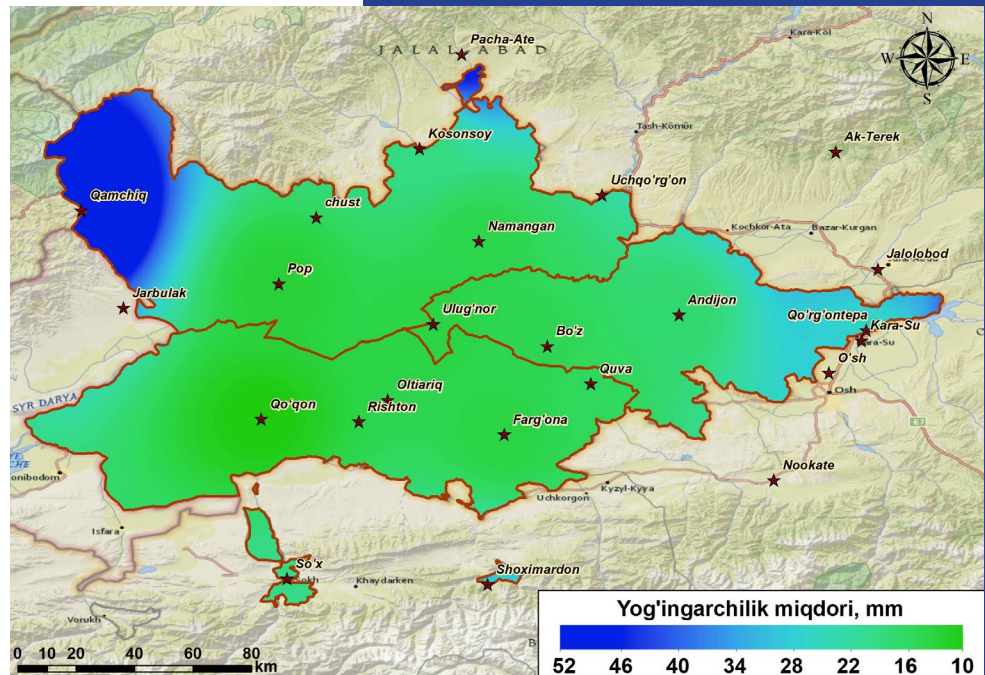 N
W E
S
Pacha-Ate
JALALABAD
Kara-Köl
Kosonsoy
Tash-Kömür
Ak-Terek
Qamchiq
Uchqo'rg'on
chust
Namangan
Kochkor-Ata
Bazar-Kurgan
Jalolobod
Pop
Jarbulak
Ulug'nor
Andijon
Qo'rg'ontepa
Kara-Su
Bo'z
Quva
O'sh
Osh
SYR DARYA
Oltiariq
Qo'qon
Rishton
Farg'ona
Nookate
Uchkorgon
Kyzyl-Kyya
Isfara
So'x
Sokh
Khaydarken
Shoximardon
Vorukh
Yog'ingarchilik miqdori, mm
52 46 40 34 28 22 16 10
0 10 20 40 60 80
km